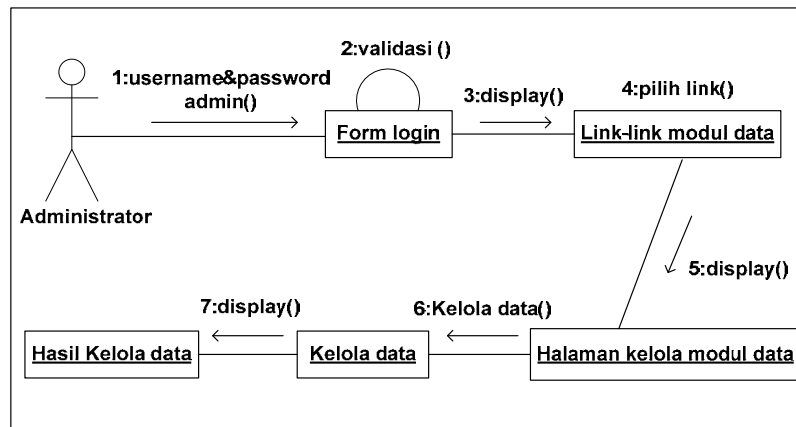 2:validasi ()
1:username&password
admin()
3:display()
4:pilih link()
Form login
Link-link modul data
Administrator
5:display()
7:display()
6:Kelola data()
Hasil Kelola data
Kelola data
Halaman kelola modul data